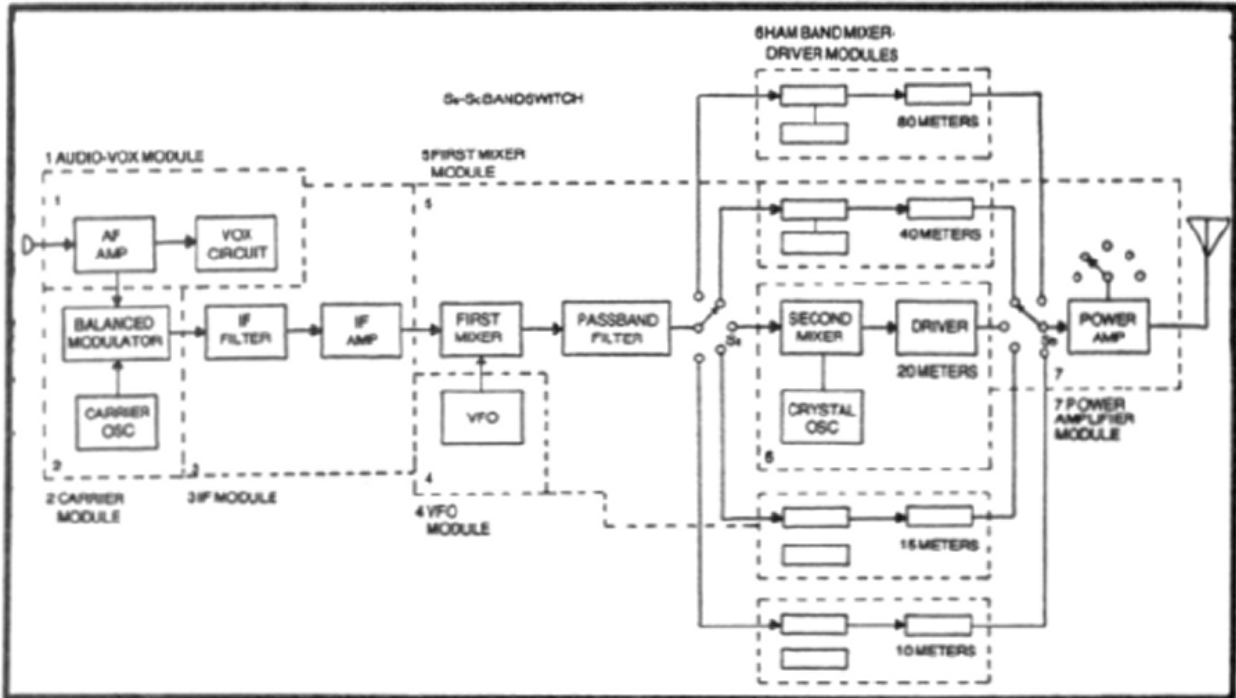 6 HAM BAND MIXER-
DRIVER MODULES
80 METERS
BANDSWITCH
1 AUDIO-VOX MODULE
5 FIRST MIXER
MODULE
1
5
AF
AMP
VOX
CIRCUIT
40 METERS
BALANCED
MODULATOR
IF
FILTER
IF
AMP
FIRST
MIXER
PASSBAND
FILTER
SECOND
MIXER
DRIVER
POWER
AMP
20 METERS
7
CARRIER
OSC
VFO
CRYSTAL
OSC
7 POWER
AMPLIFIER
MODULE
2
3
4
6
2 CARRIER
MODULE
3 IF MODULE
4 VFO
MODULE
15 METERS
10 METERS